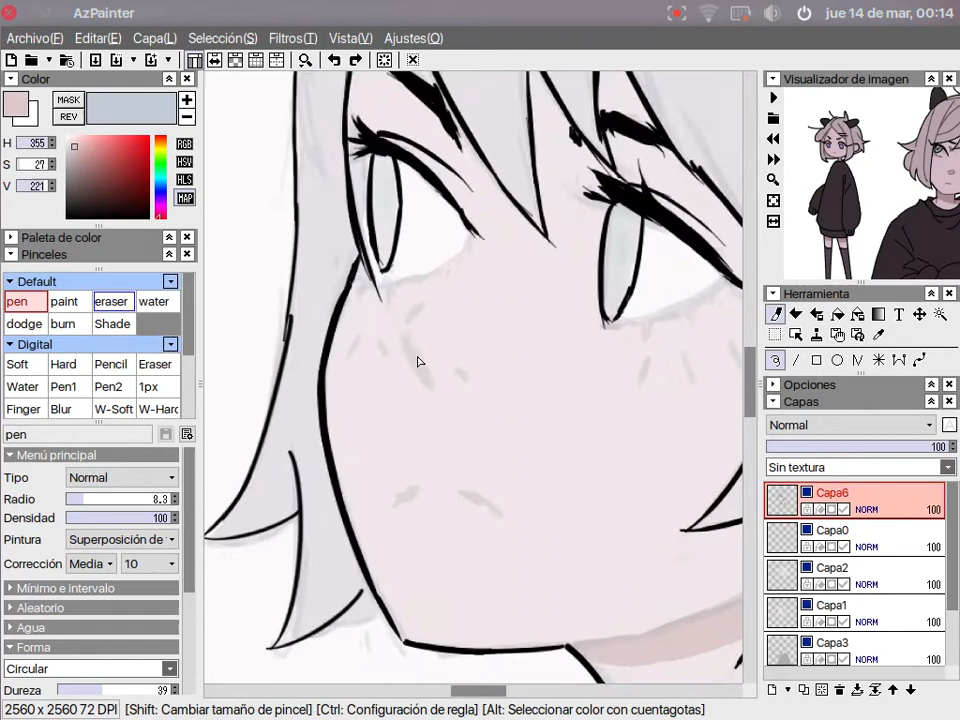 AzPainter
jue 14 de mar, 00:14
Archivo(F) Editar(E) Capa(L) Selección(S) Filtros(T) Vista(V) Ajustes(O)
Color
MASK
REV
H 355
S 27
V 221
RGB
HSV
HLS
MAP
Paleta de color
Pinceles
Default
pen paint eraser water
dodge burn Shade
Digital
Soft Hard Pencil Eraser
Water Pen1 Pen2 1px
Finger Blur W-Soft W-Hard
pen
Menú principal
Tipo Normal
Radio 8.3
Densidad 100
Pintura Superposición de
Corrección Media 10
Mínimo e intervalo
Aleatorio
Agua
Forma
Circular
Dureza 39
Visualizador de imagen
Herramienta
Opciones
Capas
Normal A
100
Sin textura
Capa6
NORM 100
Capa0
NORM 100
Capa2
NORM 100
Capa1
NORM 100
Capa3
NORM 100
2560 x 2560 72 DPI [Shift: Cambiar tamaño de pincel] [Ctrl: Configuración de regla] [Alt: Seleccionar color con cuentagotas]